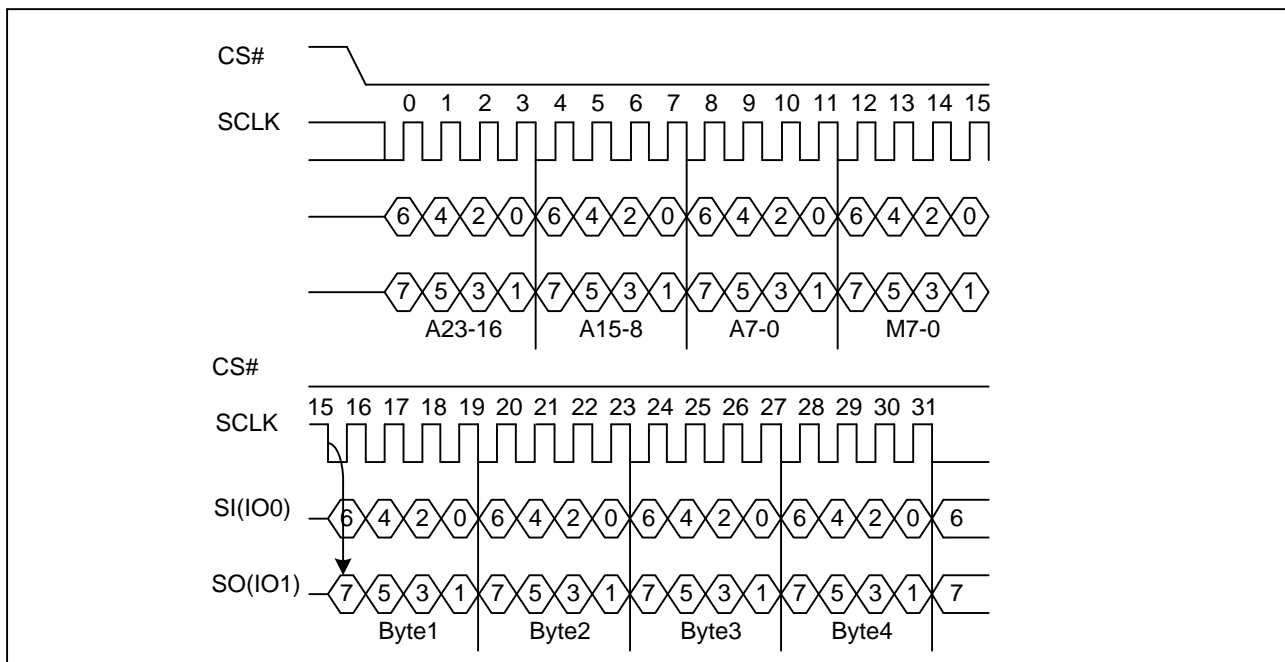 CS#
0 1 2 3 4 5 6 7 8 9 10 11 12 13 14 15
SCLK
6 4 2 0 6 4 2 0 6 4 2 0 6 4 2 0
7 5 3 1 7 5 3 1 7 5 3 1 7 5 3 1
A23-16 A15-8 A7-0 M7-0
CS#
15 16 17 18 19 20 21 22 23 24 25 26 27 28 29 30 31
SCLK
SI(IO0) 6 4 2 0 6 4 2 0 6 4 2 0 6 4 2 0 6
SO(IO1) 7 5 3 1 7 5 3 1 7 5 3 1 7 5 3 1 7
Byte1 Byte2 Byte3 Byte4